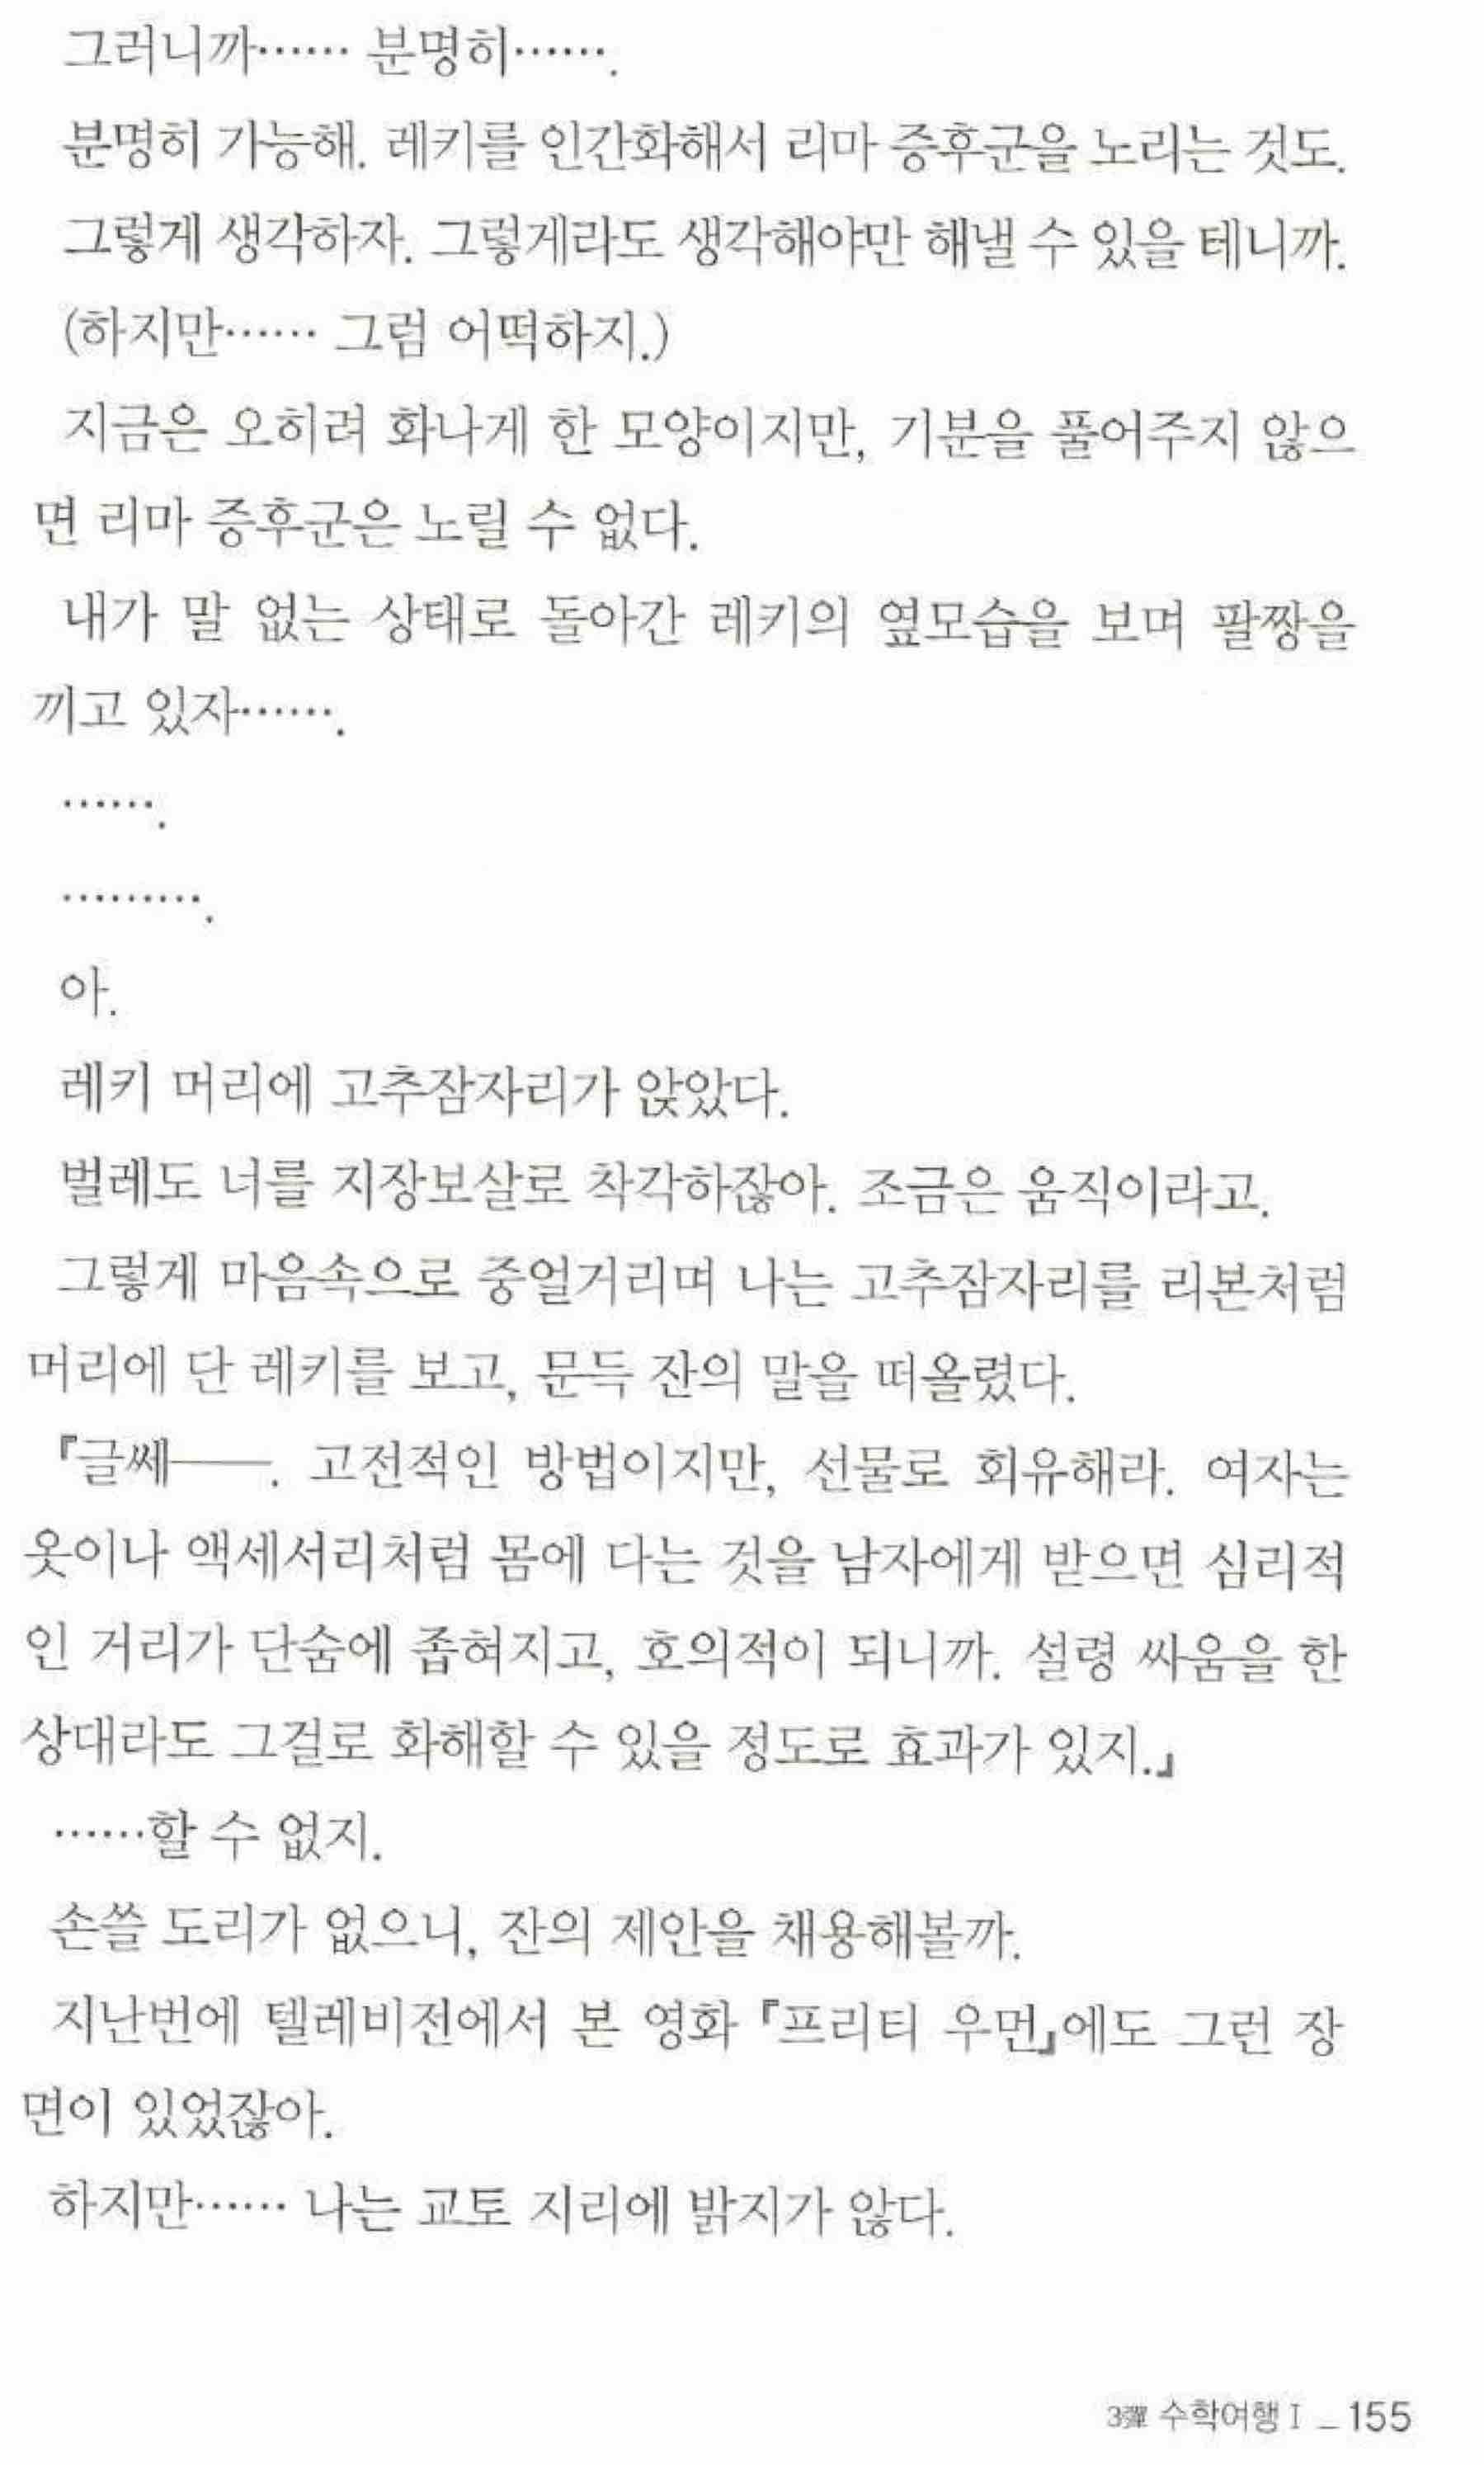 그러니까…… 분명히…….
분명히 가능해. 레키를 인간화해서 리마 증후군을 노리는 것도.
그렇게 생각하자. 그렇게라도 생각해야만 해낼 수 있을 테니까.
(하지만…… 그럼 어떡하지.)
지금은 오히려 화나게 한 모양이지만, 기분을 풀어주지 않으
면 리마 증후군은 노릴 수 없다.
내가 말 없는 상태로 돌아간 레키의 옆모습을 보며 팔짱을
끼고 있자…….
…….
……….
아.
레키 머리에 고추잠자리가 앉았다.
벌레도 너를 지장보살로 착각하잖아. 조금은 움직이라고.
그렇게 마음속으로 중얼거리며 나는 고추잠자리를 리본처럼
머리에 단 레키를 보고, 문득 잔의 말을 떠올렸다.
『글쎄──. 고전적인 방법이지만, 선물로 회유해라. 여자는
옷이나 액세서리처럼 몸에 다는 것을 남자에게 받으면 심리적
인 거리가 단숨에 좁혀지고, 호의적이 되니까. 설령 싸움을 한
상대라도 그걸로 화해할 수 있을 정도로 효과가 있지.』
……할 수 없지.
손쓸 도리가 없으니, 잔의 제안을 채용해볼까.
지난번에 텔레비전에서 본 영화 『프리티 우먼』에도 그런 장
면이 있었잖아.
하지만…… 나는 교토 지리에 밝지가 않다.
3彈 수학여행 I _ 155